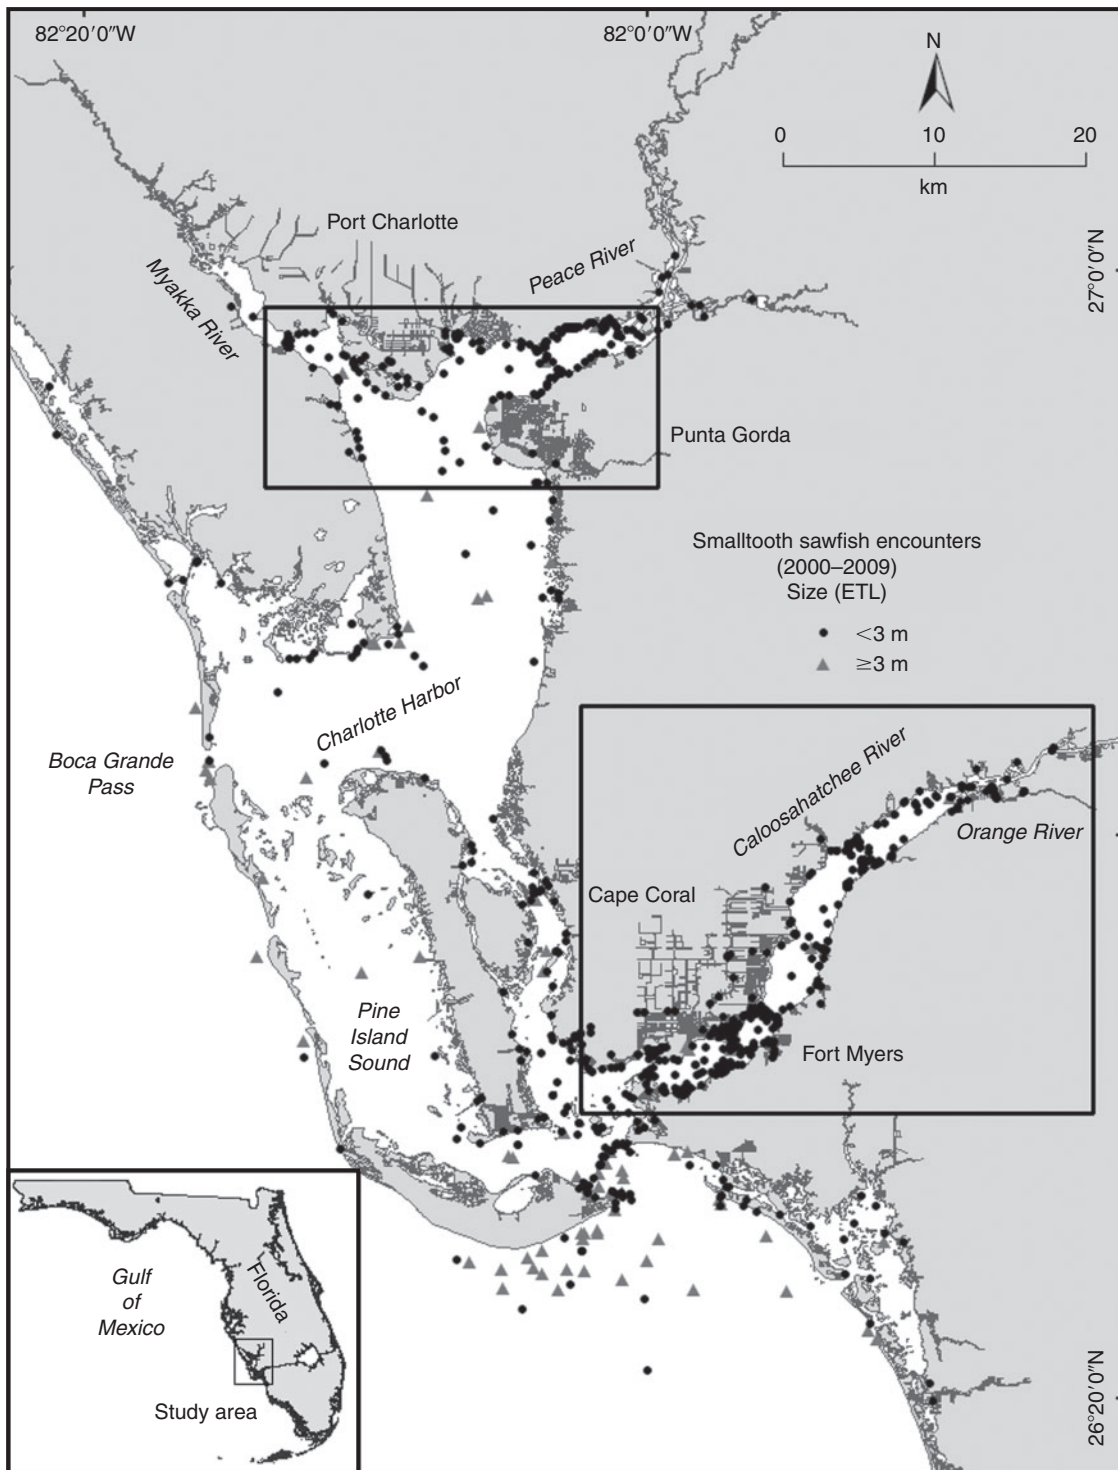 82°20′0″W
82°0′0″W
N
0 10 20
km
Port Charlotte
Peace River
Myakka River
27°0′0″N
Punta Gorda
Smalltooth sawfish encounters
(2000–2009)
Size (ETL)
<3 m
≥3 m
Charlotte Harbor
Boca Grande
Pass
Caloosahatchee River
Orange River
Cape Coral
Pine
Island
Sound
Fort Myers
Gulf
of
Mexico
Florida
Study area
26°20′0″N